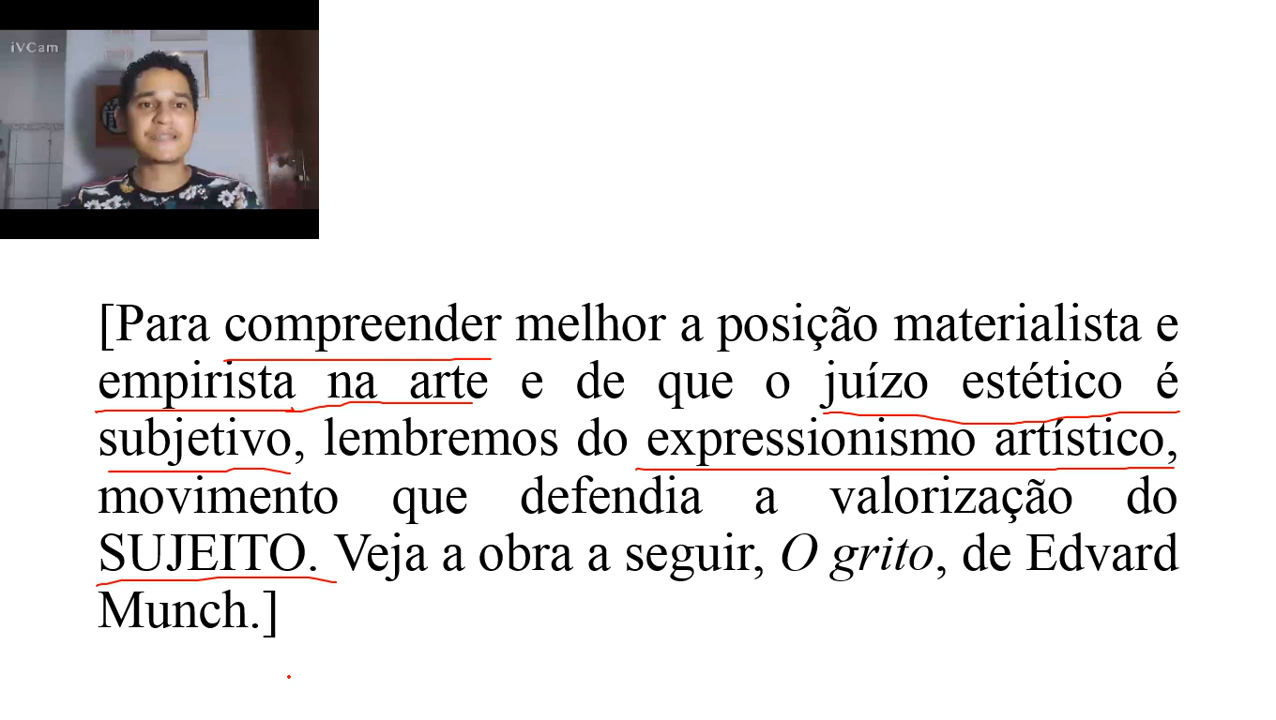 iVCam
[Para compreender melhor a posição materialista e
empirista na arte e de que o juízo estético é
subjetivo, lembremos do expressionismo artístico,
movimento que defendia a valorização do
SUJEITO. Veja a obra a seguir, O grito, de Edvard
Munch.]